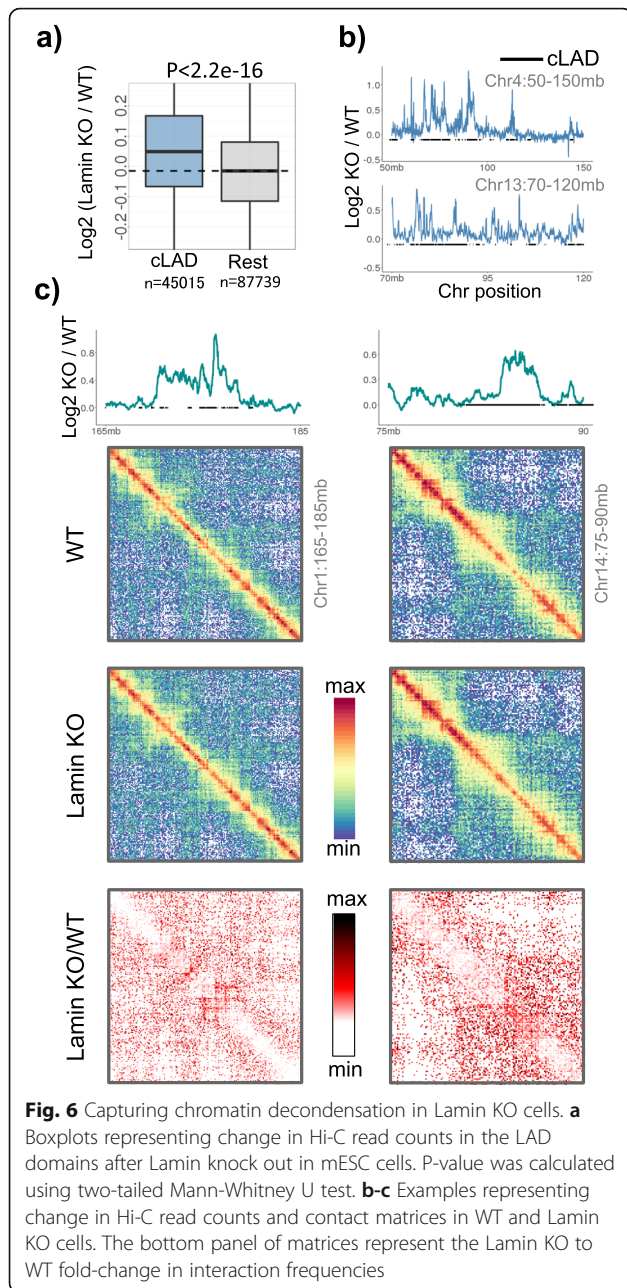 a)
P<2.2e-16
Log2 (Lamin KO / WT)
0.2
0.1
0.0
-0.1
-0.2
cLAD
Rest
n=45015
n=87739
b)
cLAD
Chr4:50-150mb
Log2 KO / WT
1.0
0.5
0.0
-0.5
50mb
100
150
Chr13:70-120mb
1.0
0.5
0.0
70mb
95
120
Chr position
c)
Log2 KO / WT
0.8
0.4
0.0
165mb
185
0.6
0.3
0.0
75mb
90
WT
Chr1:165-185mb
Chr14:75-90mb
Lamin KO
max
min
Lamin KO/WT
max
min
Fig. 6 Capturing chromatin decondensation in Lamin KO cells. a
Boxplots representing change in Hi-C read counts in the LAD
domains after Lamin knock out in mESC cells. P-value was calculated
using two-tailed Mann-Whitney U test. b-c Examples representing
change in Hi-C read counts and contact matrices in WT and Lamin
KO cells. The bottom panel of matrices represent the Lamin KO to
WT fold-change in interaction frequencies